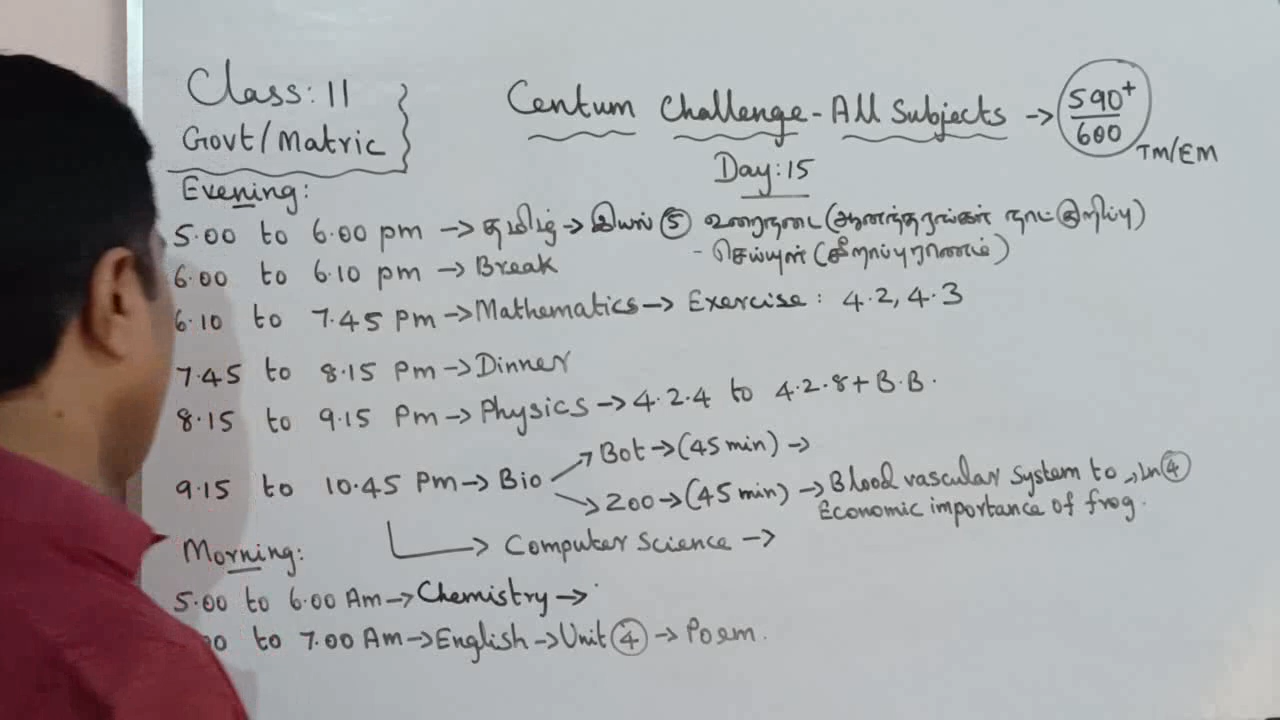 Class: 11
Govt/Matric
Centum Challenge - All Subjects → 590+/600
TM/EM
Day: 15
Evening:
5.00 to 6.00 pm → தமிழ் → இயல் 5 உரைநடை (ஆனந்தரங்கர் நாட்குறிப்பு)
- செய்யுள் (சீறாப்புராணம்)
6.00 to 6.10 pm → Break
6.10 to 7.45 Pm → Mathematics → Exercise: 4.2, 4.3
7.45 to 8.15 Pm → Dinner
8.15 to 9.15 Pm → Physics → 4.2.4 to 4.2.8 + B.B.
9.15 to 10.45 Pm → Bio
→ Bot → (45 min) →
→ Zoo → (45 min) → Blood vascular system to , Ln 4
Economic importance of frog.
→ Computer Science →
Morning:
5.00 to 6.00 Am → Chemistry →
00 to 7.00 Am → English → Unit 4 → Poem.